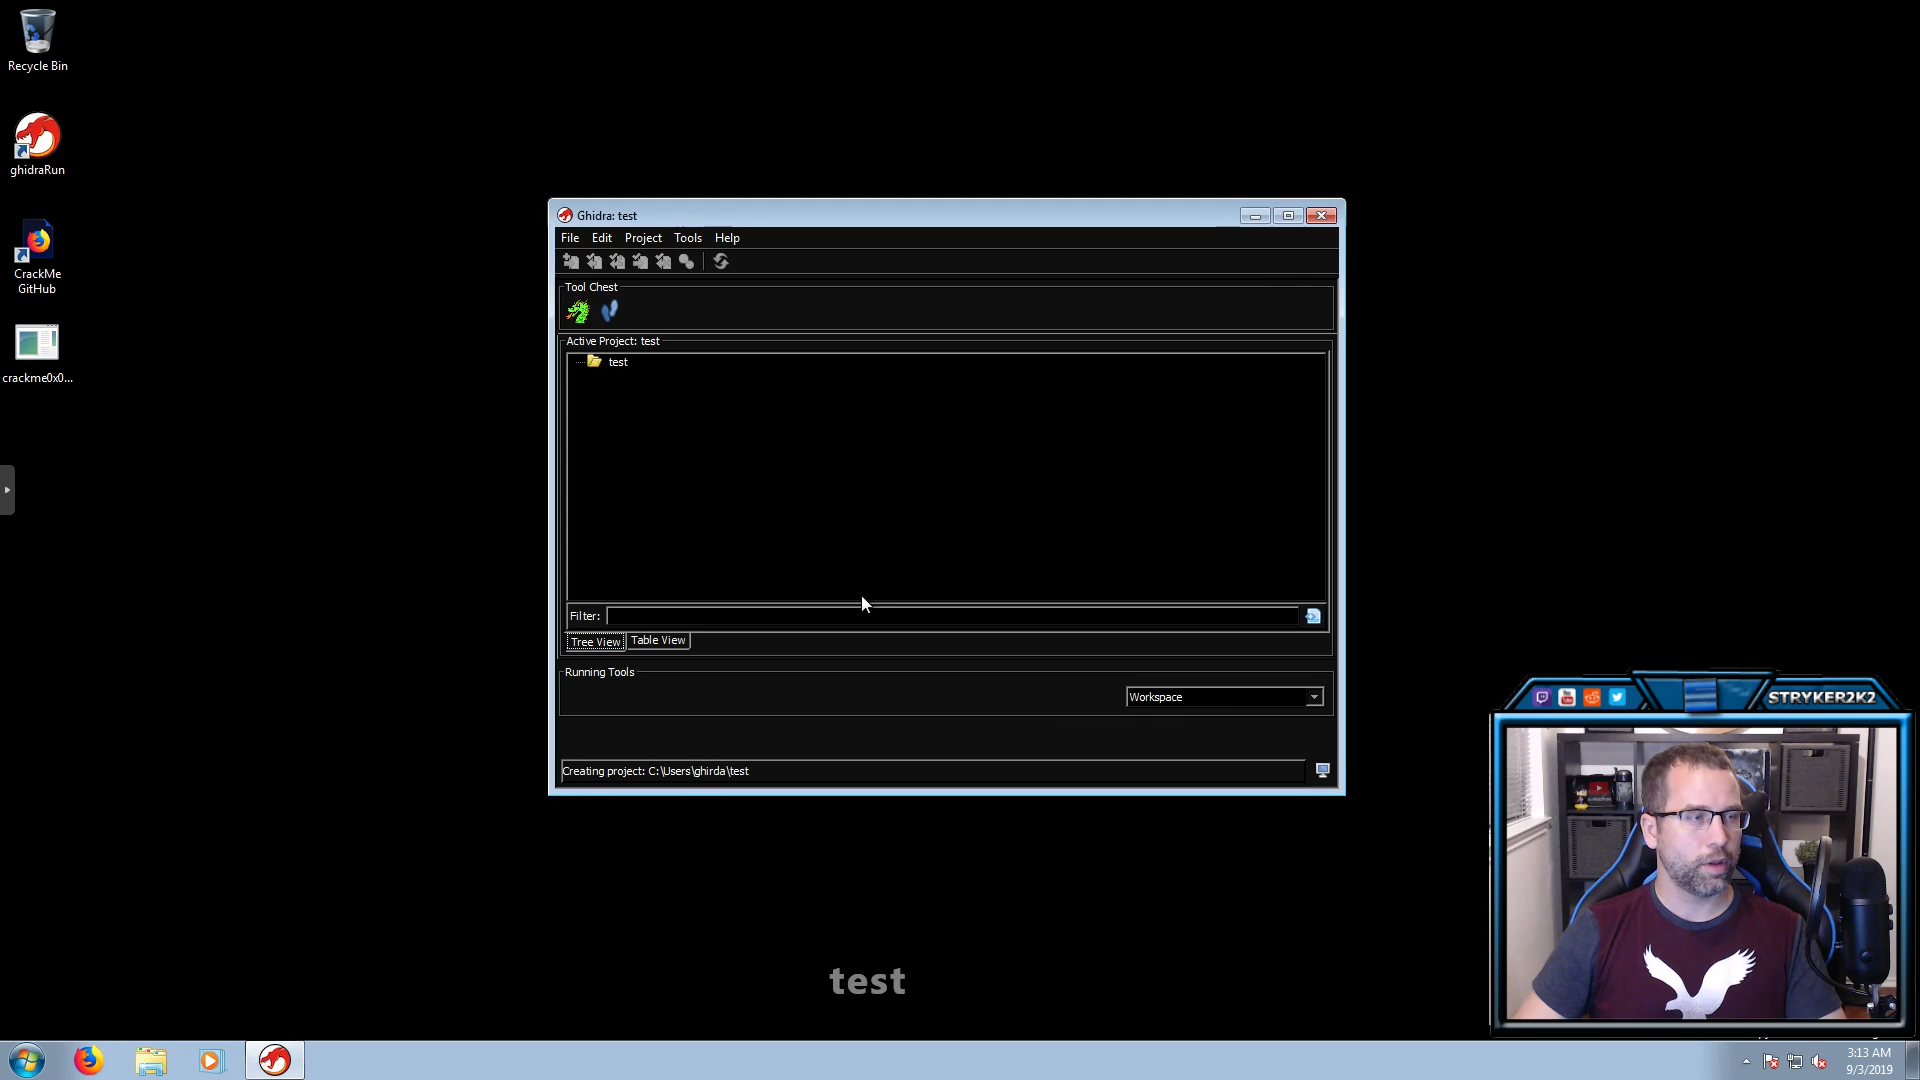 Recycle Bin
ghidraRun
CrackMe
GitHub
crackme0x0...
Ghidra: test
File Edit Project Tools Help
Tool Chest
Active Project: test
test
Filter:
Tree View Table View
Running Tools
Workspace
Creating project: C:\Users\ghirda\test
STRYKER2K2
test
3:13 AM
9/3/2019